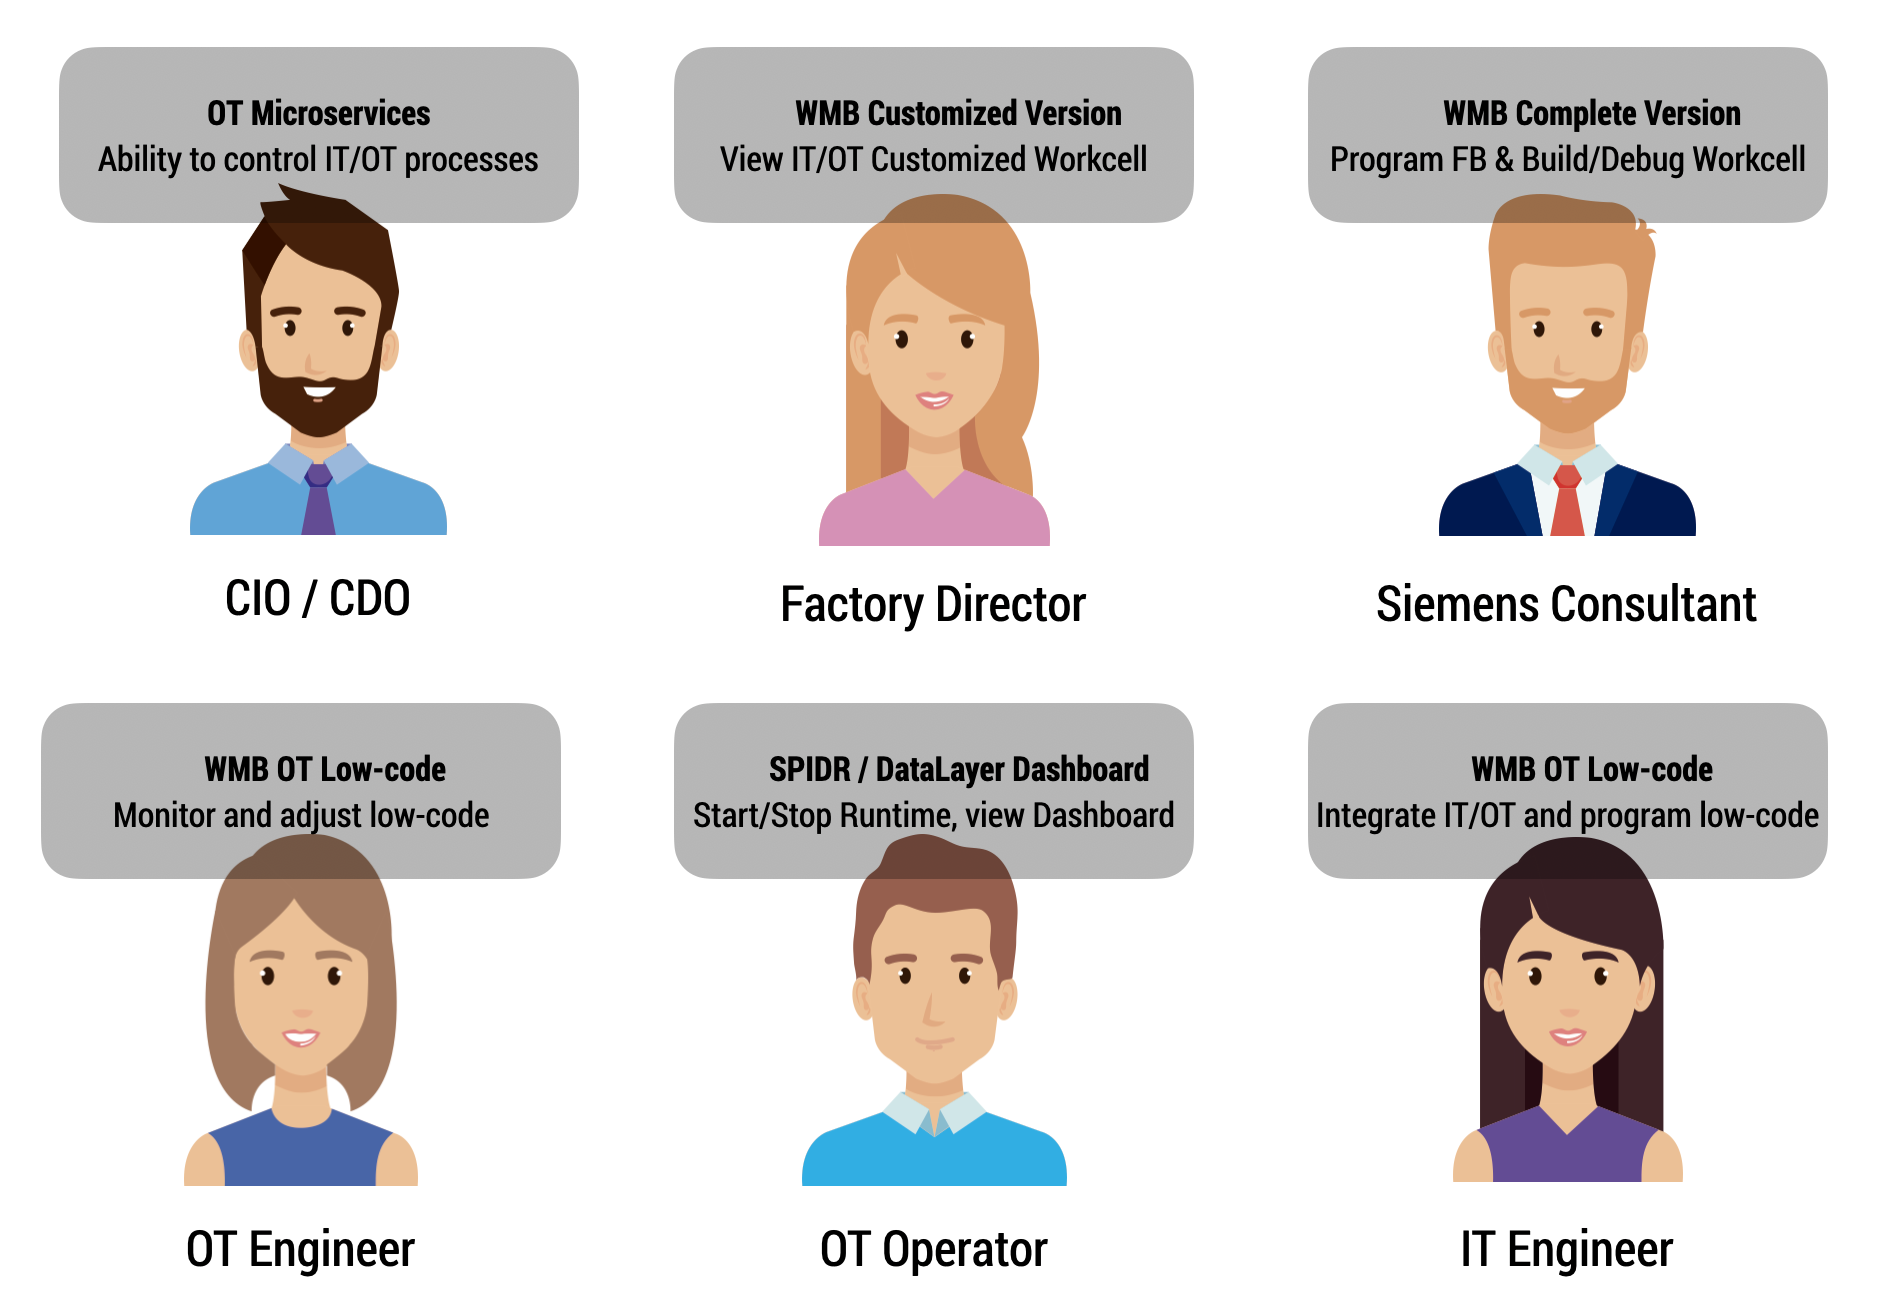 OT Microservices
Ability to control IT/OT processes
CIO / CDO
WMB Customized Version
View IT/OT Customized Workcell
Factory Director
WMB Complete Version
Program FB & Build/Debug Workcell
Siemens Consultant
WMB OT Low-code
Monitor and adjust low-code
OT Engineer
SPIDR / DataLayer Dashboard
Start/Stop Runtime, view Dashboard
OT Operator
WMB OT Low-code
Integrate IT/OT and program low-code
IT Engineer